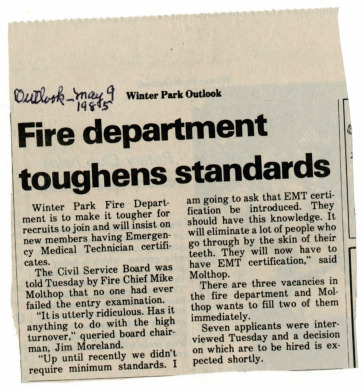 Outlook - May 9
1985
Winter Park Outlook
Fire department
toughens standards
Winter Park Fire Depart-
ment is to make it tougher for
recruits to join and will insist on
new members having Emergen-
cy Medical Technician certifi-
cates.
The Civil Service Board was
told Tuesday by Fire Chief Mike
Molthop that no one had ever
failed the entry examination.
"It is utterly ridiculous. Has it
anything to do with the high
turnover," queried board chair-
man, Jim Moreland.
"Up until recently we didn't
require minimum standards. I
am going to ask that EMT certi-
fication be introduced. They
should have this knowledge. It
will eliminate a lot of people who
go through by the skin of their
teeth. They will now have to
have EMT certification," said
Molthop.
There are three vacancies in
the fire department and Mol-
thop wants to fill two of them
immediately.
Seven applicants were inter-
viewed Tuesday and a decision
on which are to be hired is ex-
pected shortly.